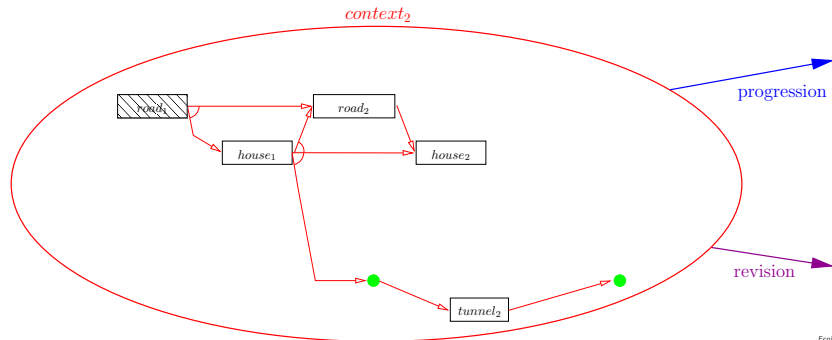 context₂
road₁
road₂
progression
house₁
house₂
revision
tunnel₂